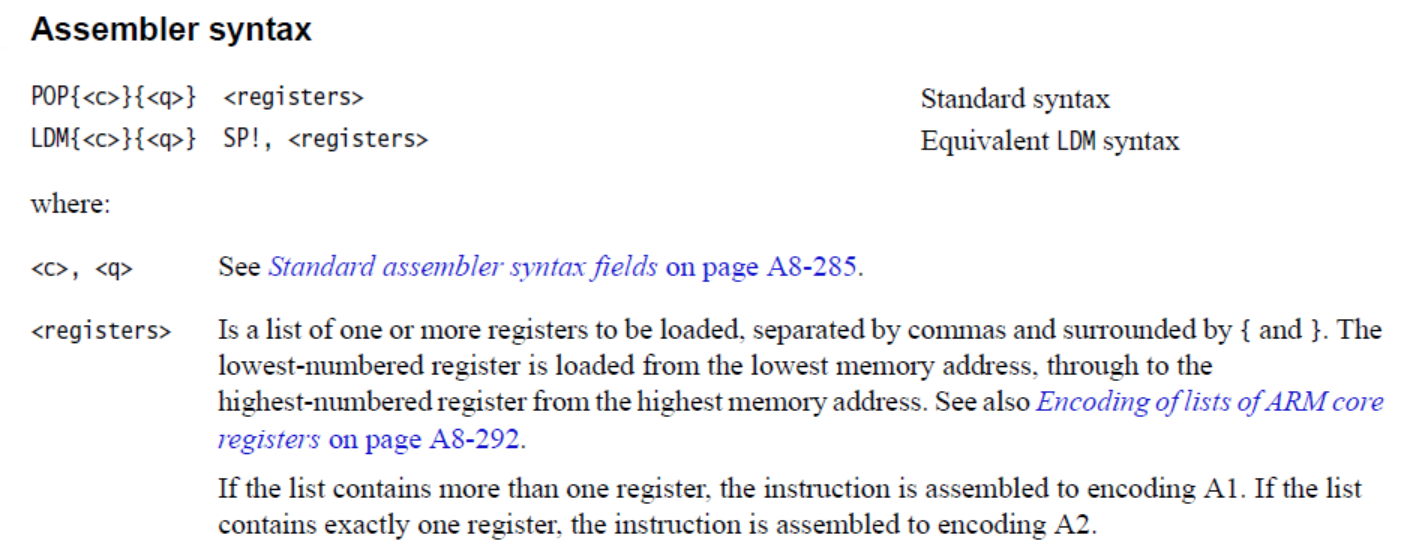 Assembler syntax
POP{<c>}{<q>} <registers> Standard syntax
LDM{<c>}{<q>} SP!, <registers> Equivalent LDM syntax
where:
<c>, <q> See Standard assembler syntax fields on page A8-285.
<registers> Is a list of one or more registers to be loaded, separated by commas and surrounded by { and }. The
lowest-numbered register is loaded from the lowest memory address, through to the
highest-numbered register from the highest memory address. See also Encoding of lists of ARM core
registers on page A8-292.
If the list contains more than one register, the instruction is assembled to encoding A1. If the list
contains exactly one register, the instruction is assembled to encoding A2.